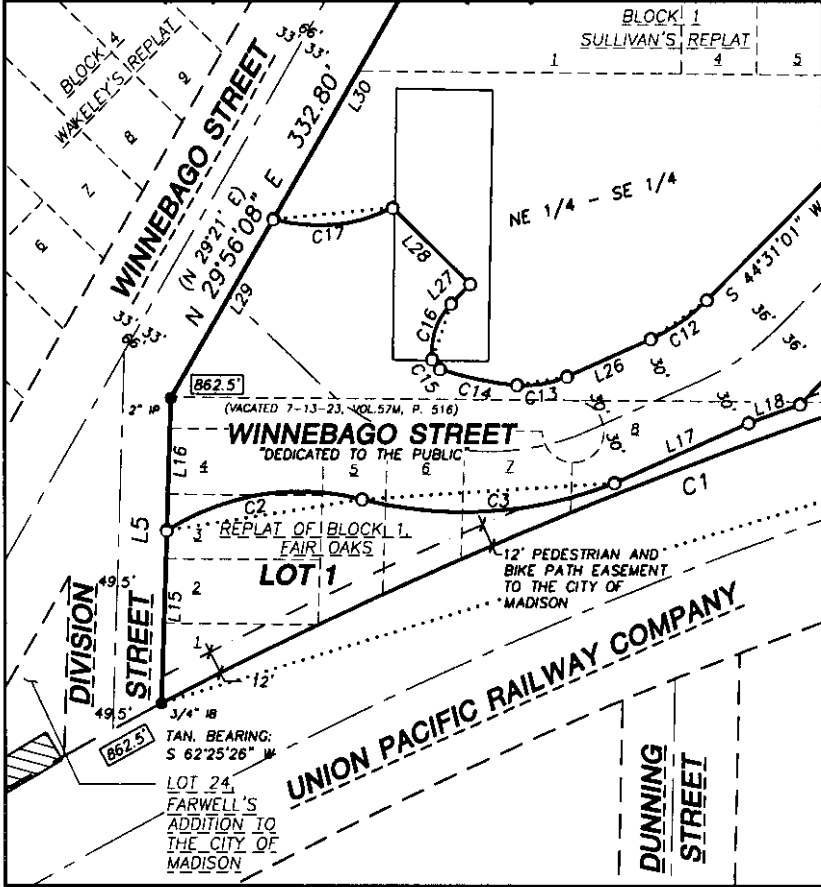 BLOCK 4
WAKELEY'S REPLAT
9
8
7
6
33' 66'
33'
WINNEBAGO STREET
33' 33'
66'
BLOCK 1
SULLIVAN'S REPLAT
1
4
5
332.80'
L30
N 29°56'08" E
(N 29°21' E)
L29
C17
NE 1/4 - SE 1/4
L28
L27
C16
C15
C14
C13
L26
C12
S 44°31'01" W
36'
36'
30'
30'
30'
30'
L18
862.5'
2" IP
(VACATED 7-13-23, VOL.57M, P. 516)
WINNEBAGO STREET
"DEDICATED TO THE PUBLIC"
8
L17
L16
4
5
6
7
C2
C3
C1
L5
3
REPLAT OF BLOCK 1,
FAIR OAKS
LOT 1
2
L15
1
12'
12' PEDESTRIAN AND
BIKE PATH EASEMENT
TO THE CITY OF
MADISON
49.5'
DIVISION
STREET
49.5'
3/4" IB
862.5'
TAN. BEARING:
S 62°25'26" W
LOT 24,
FARWELL'S
ADDITION TO
THE CITY OF
MADISON
UNION PACIFIC RAILWAY COMPANY
DUNNING
STREET